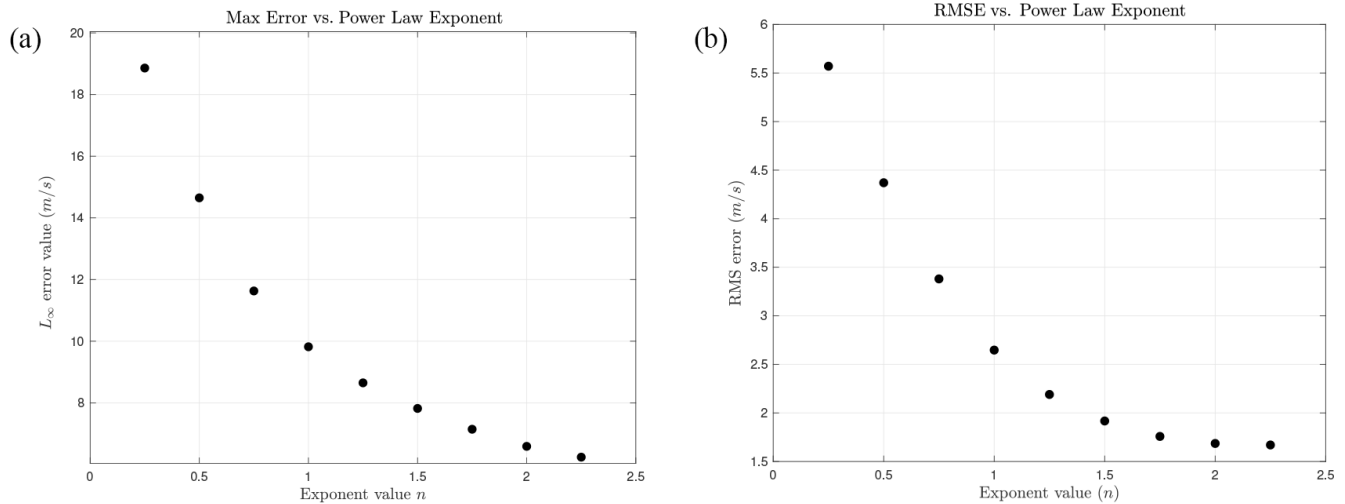 (a)
Max Error vs. Power Law Exponent
20
18
16
14
12
10
8
0 0.5 1 1.5 2 2.5
L∞ error value (m/s)
Exponent value n
(b)
RMSE vs. Power Law Exponent
6
5.5
5
4.5
4
3.5
3
2.5
2
1.5
0 0.5 1 1.5 2 2.5
RMS error (m/s)
Exponent value (n)